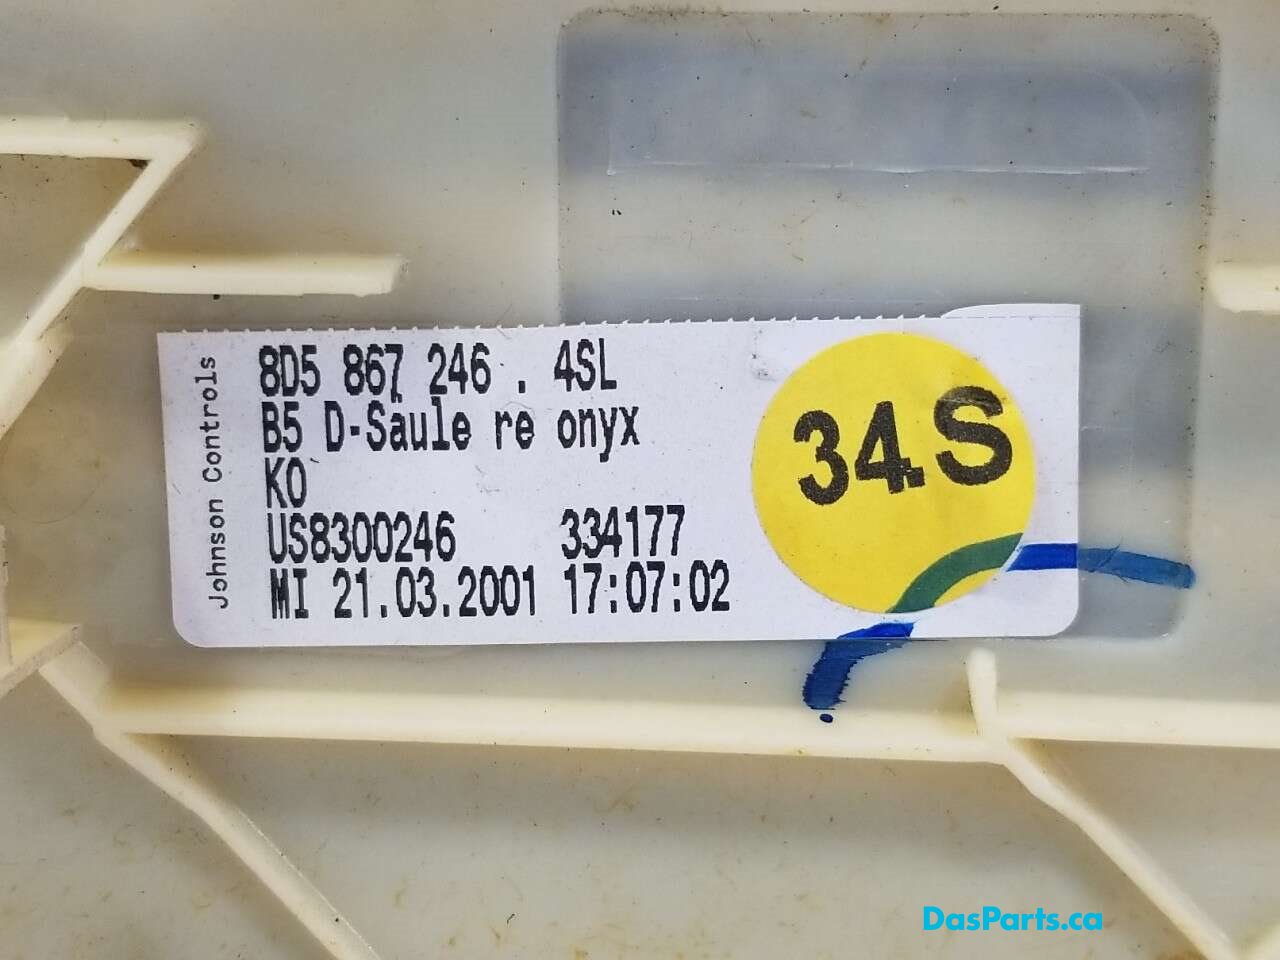 Johnson Controls
8D5 867 246 . 4SL
B5 D-Saule re onyx
KO
US8300246 334177
MI 21.03.2001 17:07:02
34S
DasParts.ca